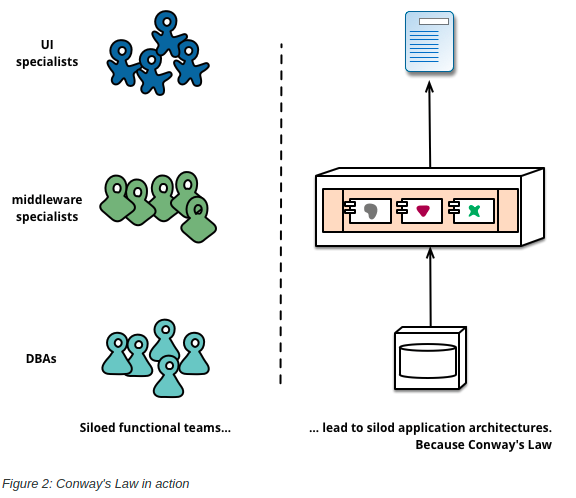 UI
specialists
middleware
specialists
DBAs
Siloed functional teams...
... lead to silod application architectures.
Because Conway's Law
Figure 2: Conway's Law in action